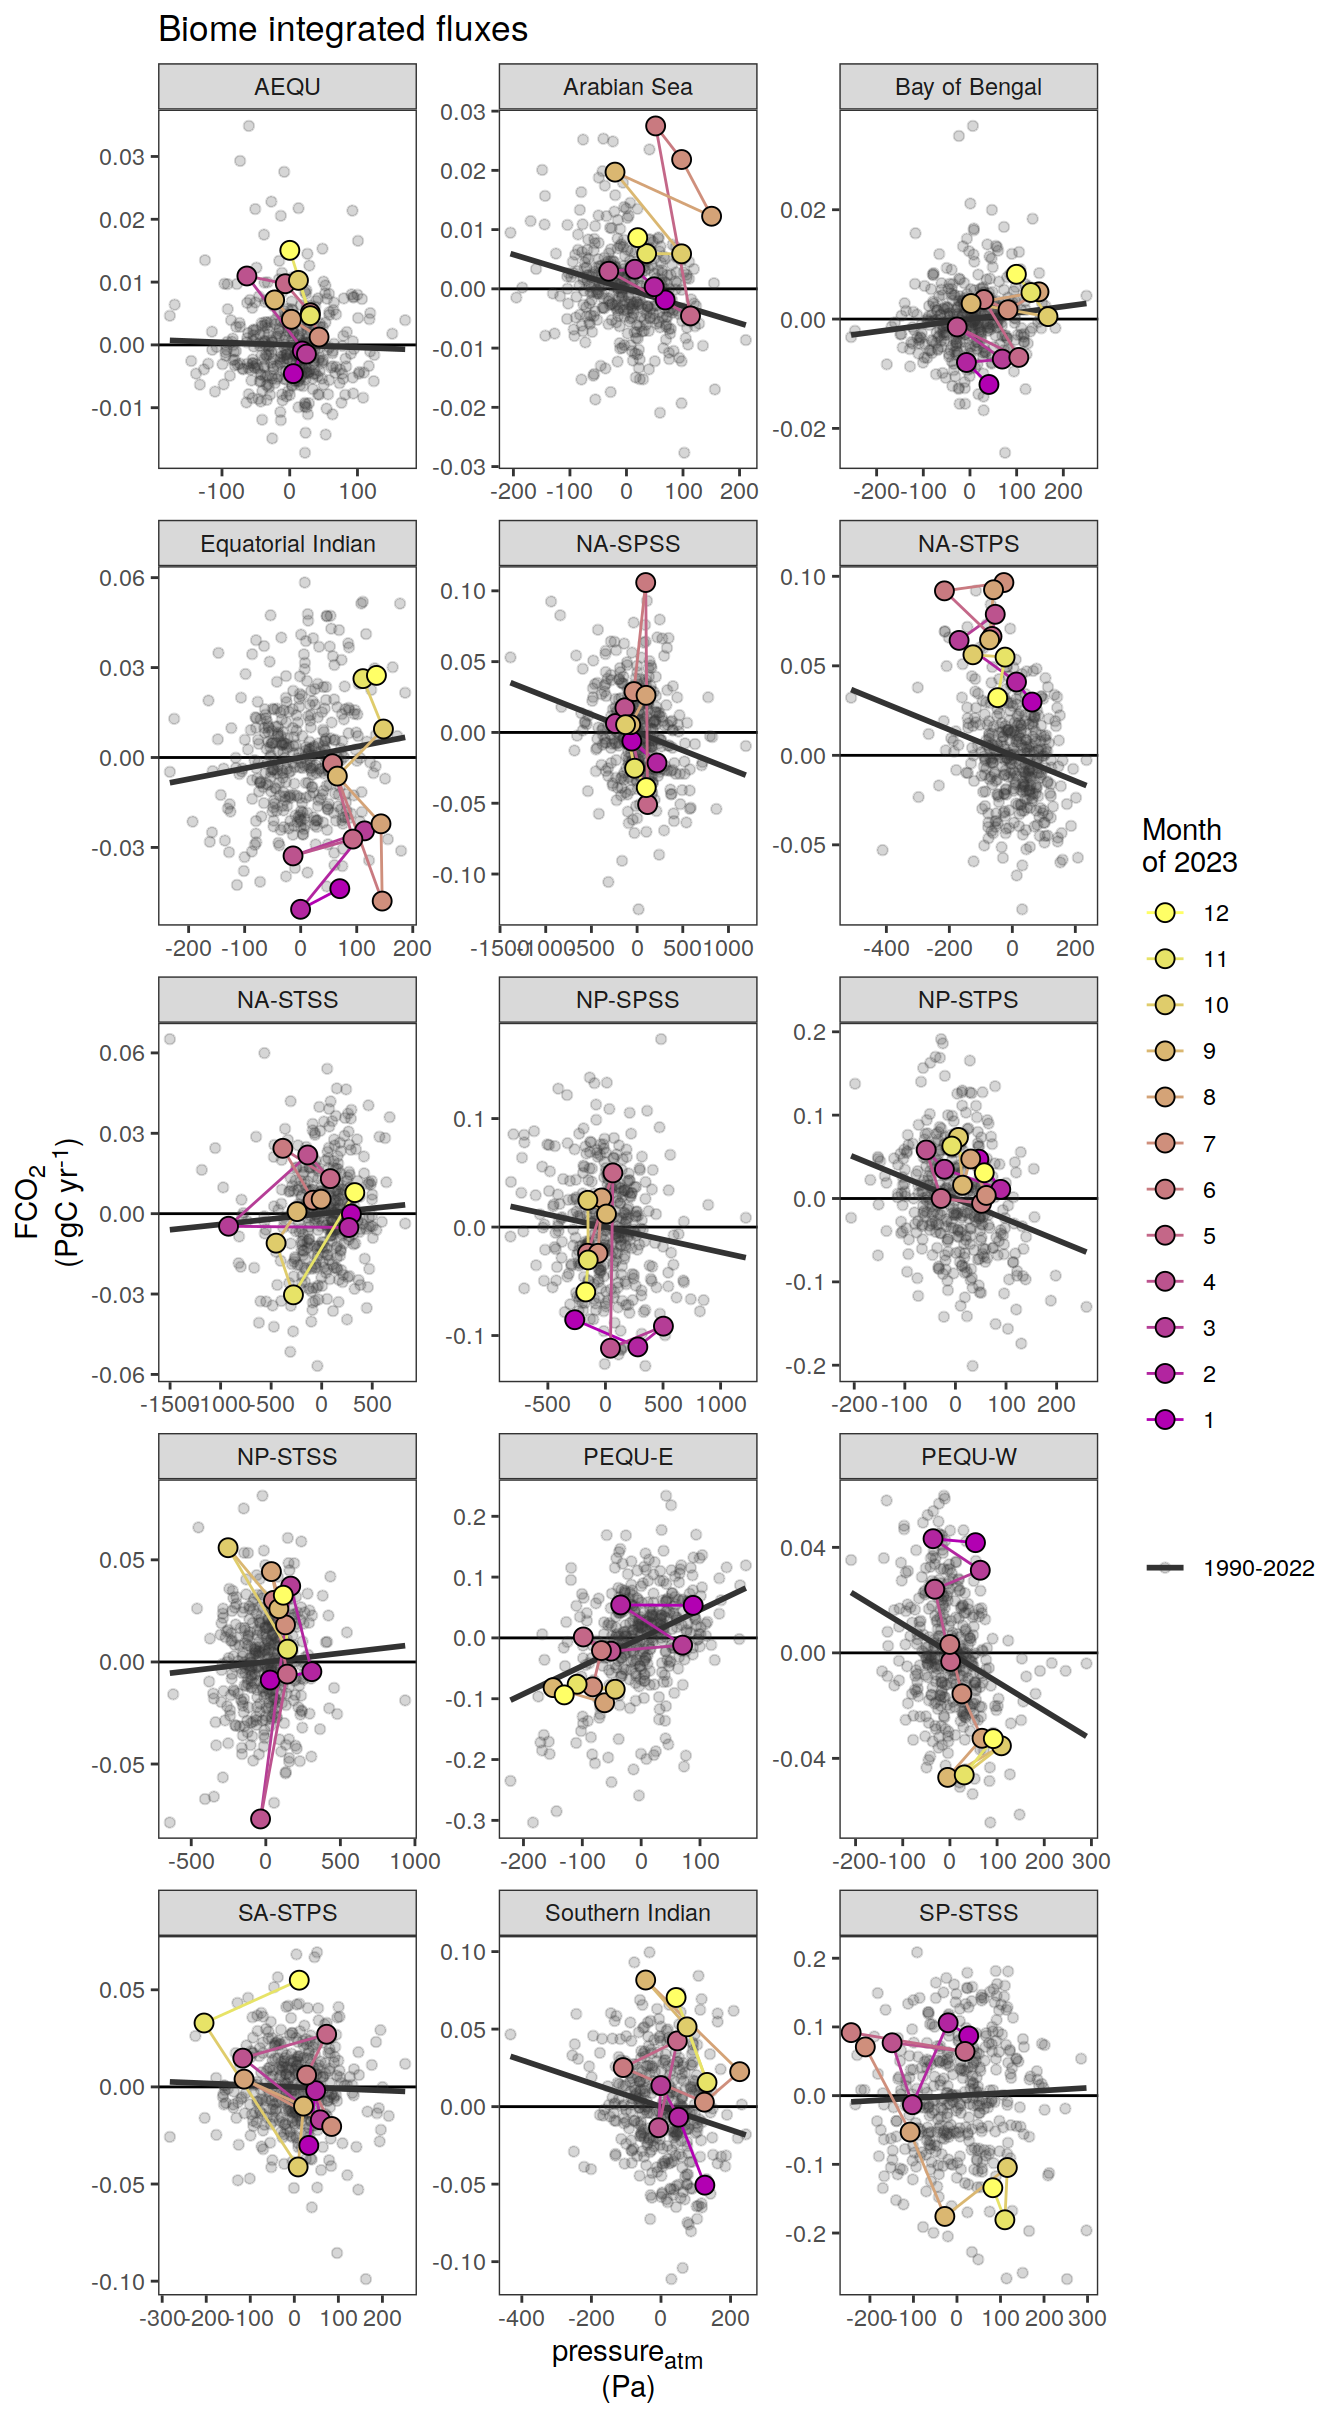 Biome integrated fluxes
AEQU
Arabian Sea
Bay of Bengal
0.03
0.02
0.01
0.00
-0.01
0.03
0.02
0.01
0.00
-0.01
-0.02
-0.03
0.02
0.00
-0.02
-100 0 100
-200 -100 0 100 200
-200 -100 0 100 200
Equatorial Indian
NA-SPSS
NA-STPS
0.06
0.03
0.00
-0.03
0.10
0.05
0.00
-0.05
-0.10
0.10
0.05
0.00
-0.05
-200 -100 0 100 200
-1500 -1000 -500 0 500 1000
-400 -200 0 200
NA-STSS
NP-SPSS
NP-STPS
0.06
0.03
0.00
-0.03
-0.06
0.1
0.0
-0.1
0.2
0.1
0.0
-0.1
-0.2
-1500 -1000 -500 0 500
-500 0 500 1000
-200 -100 0 100 200
NP-STSS
PEQU-E
PEQU-W
0.05
0.00
-0.05
0.2
0.1
0.0
-0.1
-0.2
-0.3
0.04
0.00
-0.04
-500 0 500 1000
-200 -100 0 100
-200 -100 0 100 200 300
SA-STPS
Southern Indian
SP-STSS
0.05
0.00
-0.05
-0.10
0.10
0.05
0.00
-0.05
-0.10
0.2
0.1
0.0
-0.1
-0.2
-300 -200 -100 0 100 200
-400 -200 0 200
-200 -100 0 100 200 300
FCO2
(PgC yr-1)
pressureatm
(Pa)
Month
of 2023
12
11
10
9
8
7
6
5
4
3
2
1
1990-2022